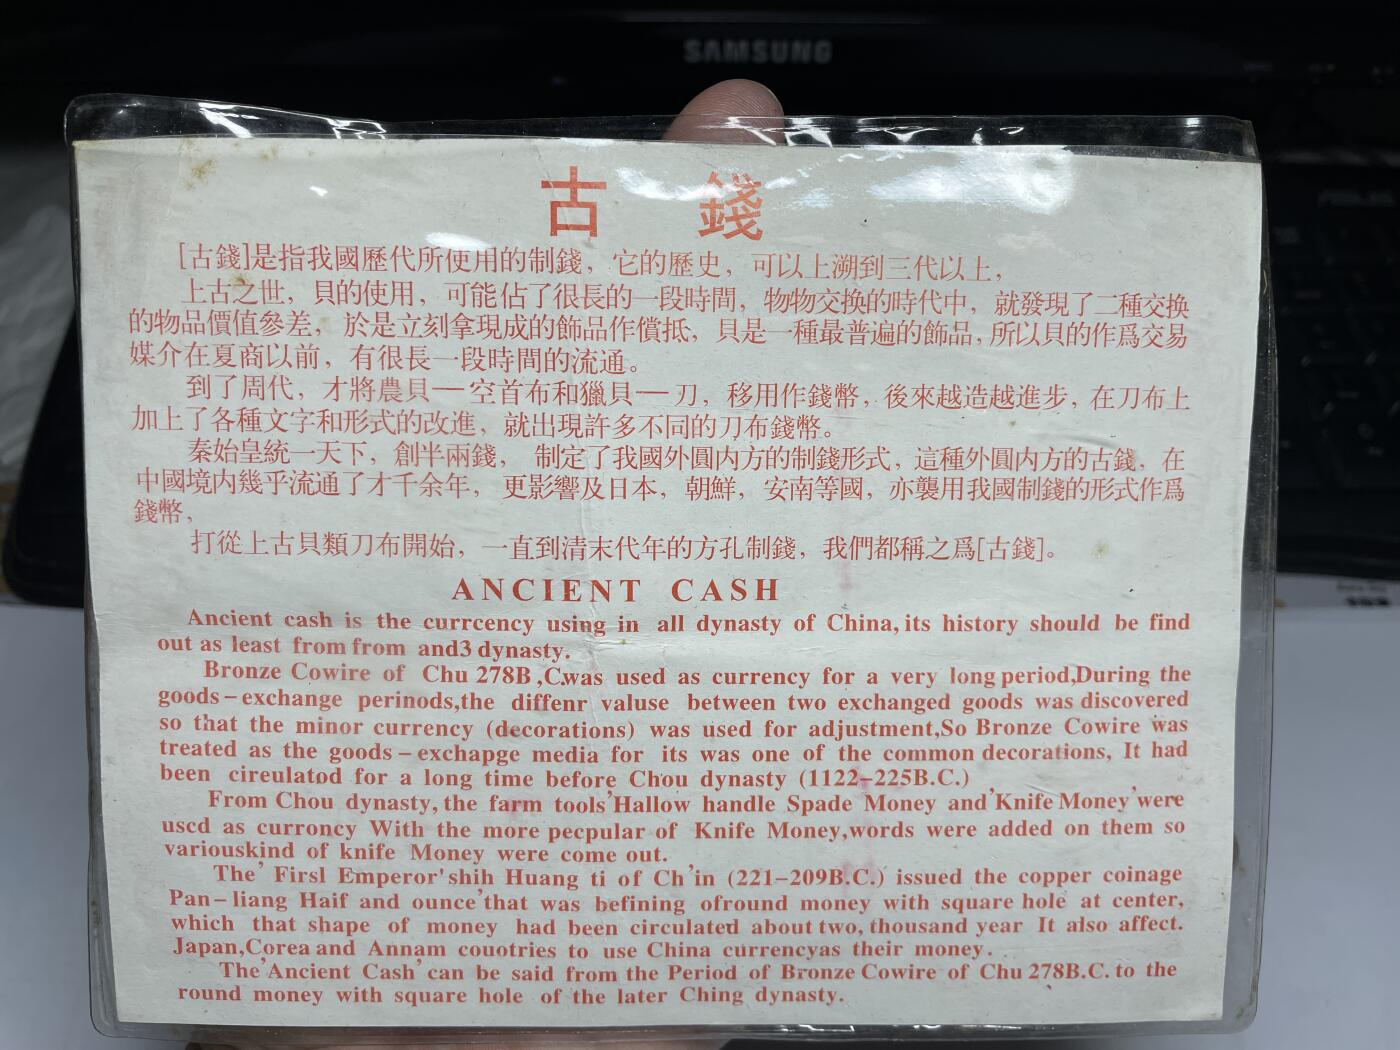 SAMSUNG
古 錢
[古錢]是指我國歷代所使用的制錢，它的歷史，可以上溯到三代以上，
上古之世，貝的使用，可能佔了很長的一段時間，物物交換的時代中，就發現了二種交換
的物品價值參差，於是立刻拿現成的飾品作償抵，貝是一種最普遍的飾品，所以貝的作爲交易
媒介在夏商以前，有很長一段時間的流通。
到了周代，才將農貝一空首布和獵貝一刀，移用作錢幣，後來越造越進步，在刀布上
加上了各種文字和形式的改進，就出現許多不同的刀布錢幣。
秦始皇統一天下，創半兩錢， 制定了我國外圓内方的制錢形式，這種外圓内方的古錢，在
中國境内幾乎流通了才千余年，更影響及日本，朝鮮，安南等國，亦襲用我國制錢的形式作爲
錢幣，
打從上古貝類刀布開始，一直到清末代年的方孔制錢，我們都稱之爲[古錢]。
ANCIENT CASH
Ancient cash is the currcency using in all dynasty of China,its history should be find
out as least from from and3 dynasty.
Bronze Cowire of Chu 278B,C.was used as currency for a very long period,During the
goods-exchange perinods,the diffenr valuse between two exchanged goods was discovered
so that the minor currency (decorations) was used for adjustment,So Bronze Cowire was
treated as the goods-exchapge media for its was one of the common decorations, It had
been cireulatod for a long time before Chou dynasty (1122-225B.C.)
From Chou dynasty, the farm tools'Hallow handle Spade Money and'Knife Money'were
uscd as curroncy With the more pecpular of Knife Money,words were added on them so
variouskind of knife Money were come out.
The' Firsl Emperor'shih Huang ti of Ch'in (221-209B.C.) issued the copper coinage
Pan-liang Haif and ounce'that was befining ofround money with square hole at center,
which that shape of money had been circulated about two, thousand year It also affect.
Japan,Corea and Annam couotries to use China currencyas their money.
The'Ancient Cash'can be said from the Period of Bronze Cowire of Chu 278B.C. to the
round money with square hole of the later Ching dynasty.